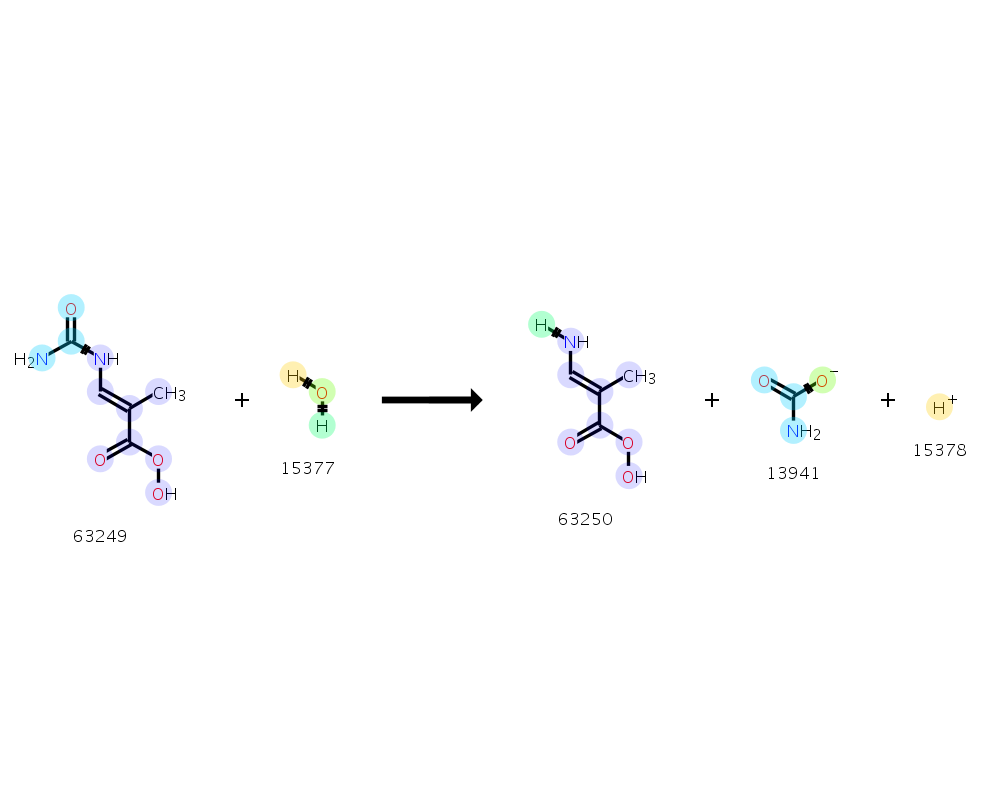 O
H₂N
NH
CH₃
O
O
OH
63249
+
H
O
H
15377
H
NH
CH₃
O
O
OH
63250
+
O
O⁻
NH₂
13941
+
H⁺
15378